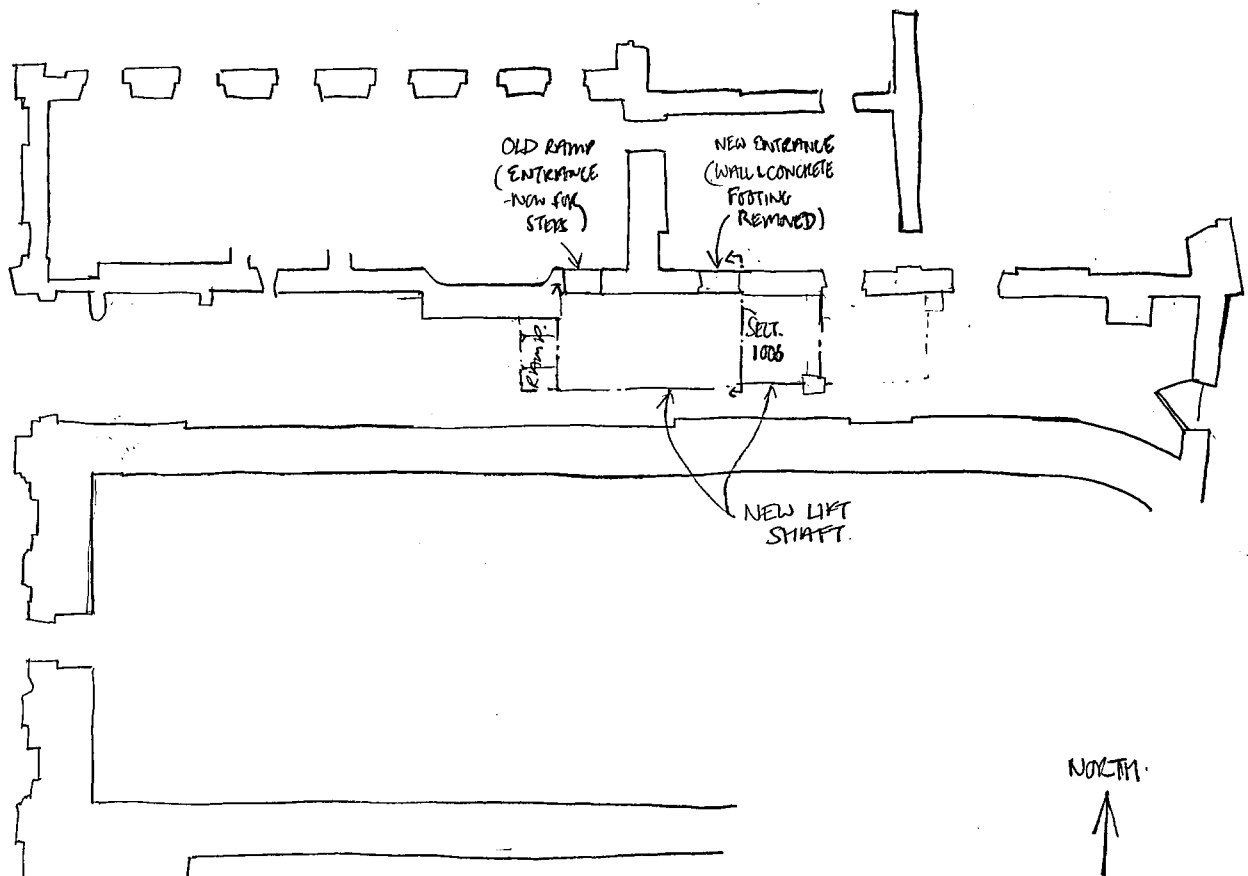 OLD RAMP
(ENTRANCE
-NOW FOR
STEPS)
NEW ENTRANCE
(WALL & CONCRETE
FOOTING
REMOVED)
RAMP.
SECT.
1006
NEW LIFT
SHAFT.
NORTH.